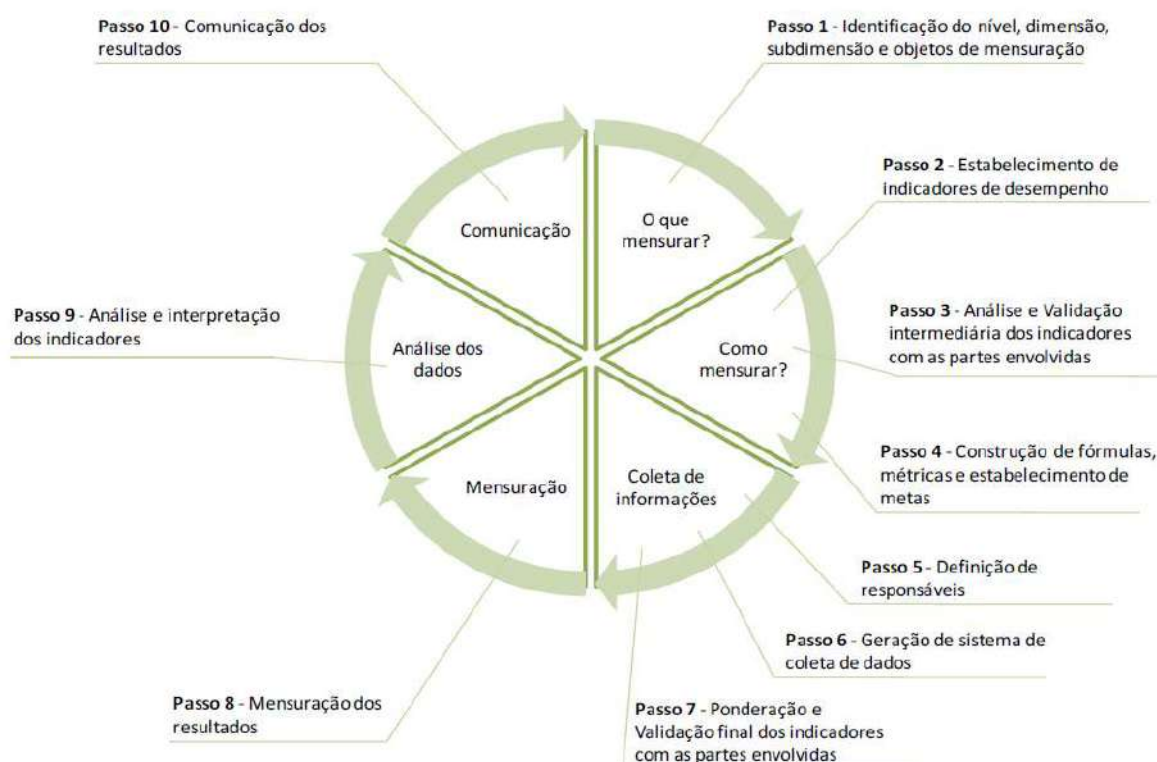 Passo 10 - Comunicação dos
resultados
Passo 1 - Identificação do nível, dimensão,
subdimensão e objetos de mensuração
Passo 2 - Estabelecimento de
indicadores de desempenho
Comunicação
O que
mensurar?
Passo 9 - Análise e interpretação
dos indicadores
Análise dos
dados
Como
mensurar?
Passo 3 - Análise e Validação
intermediária dos indicadores
com as partes envolvidas
Passo 4 - Construção de fórmulas,
métricas e estabelecimento de
metas
Mensuração
Coleta de
informações
Passo 5 - Definição de
responsáveis
Passo 6 - Geração de sistema de
coleta de dados
Passo 8 - Mensuração dos
resultados
Passo 7 - Ponderação e
Validação final dos indicadores
com as partes envolvidas